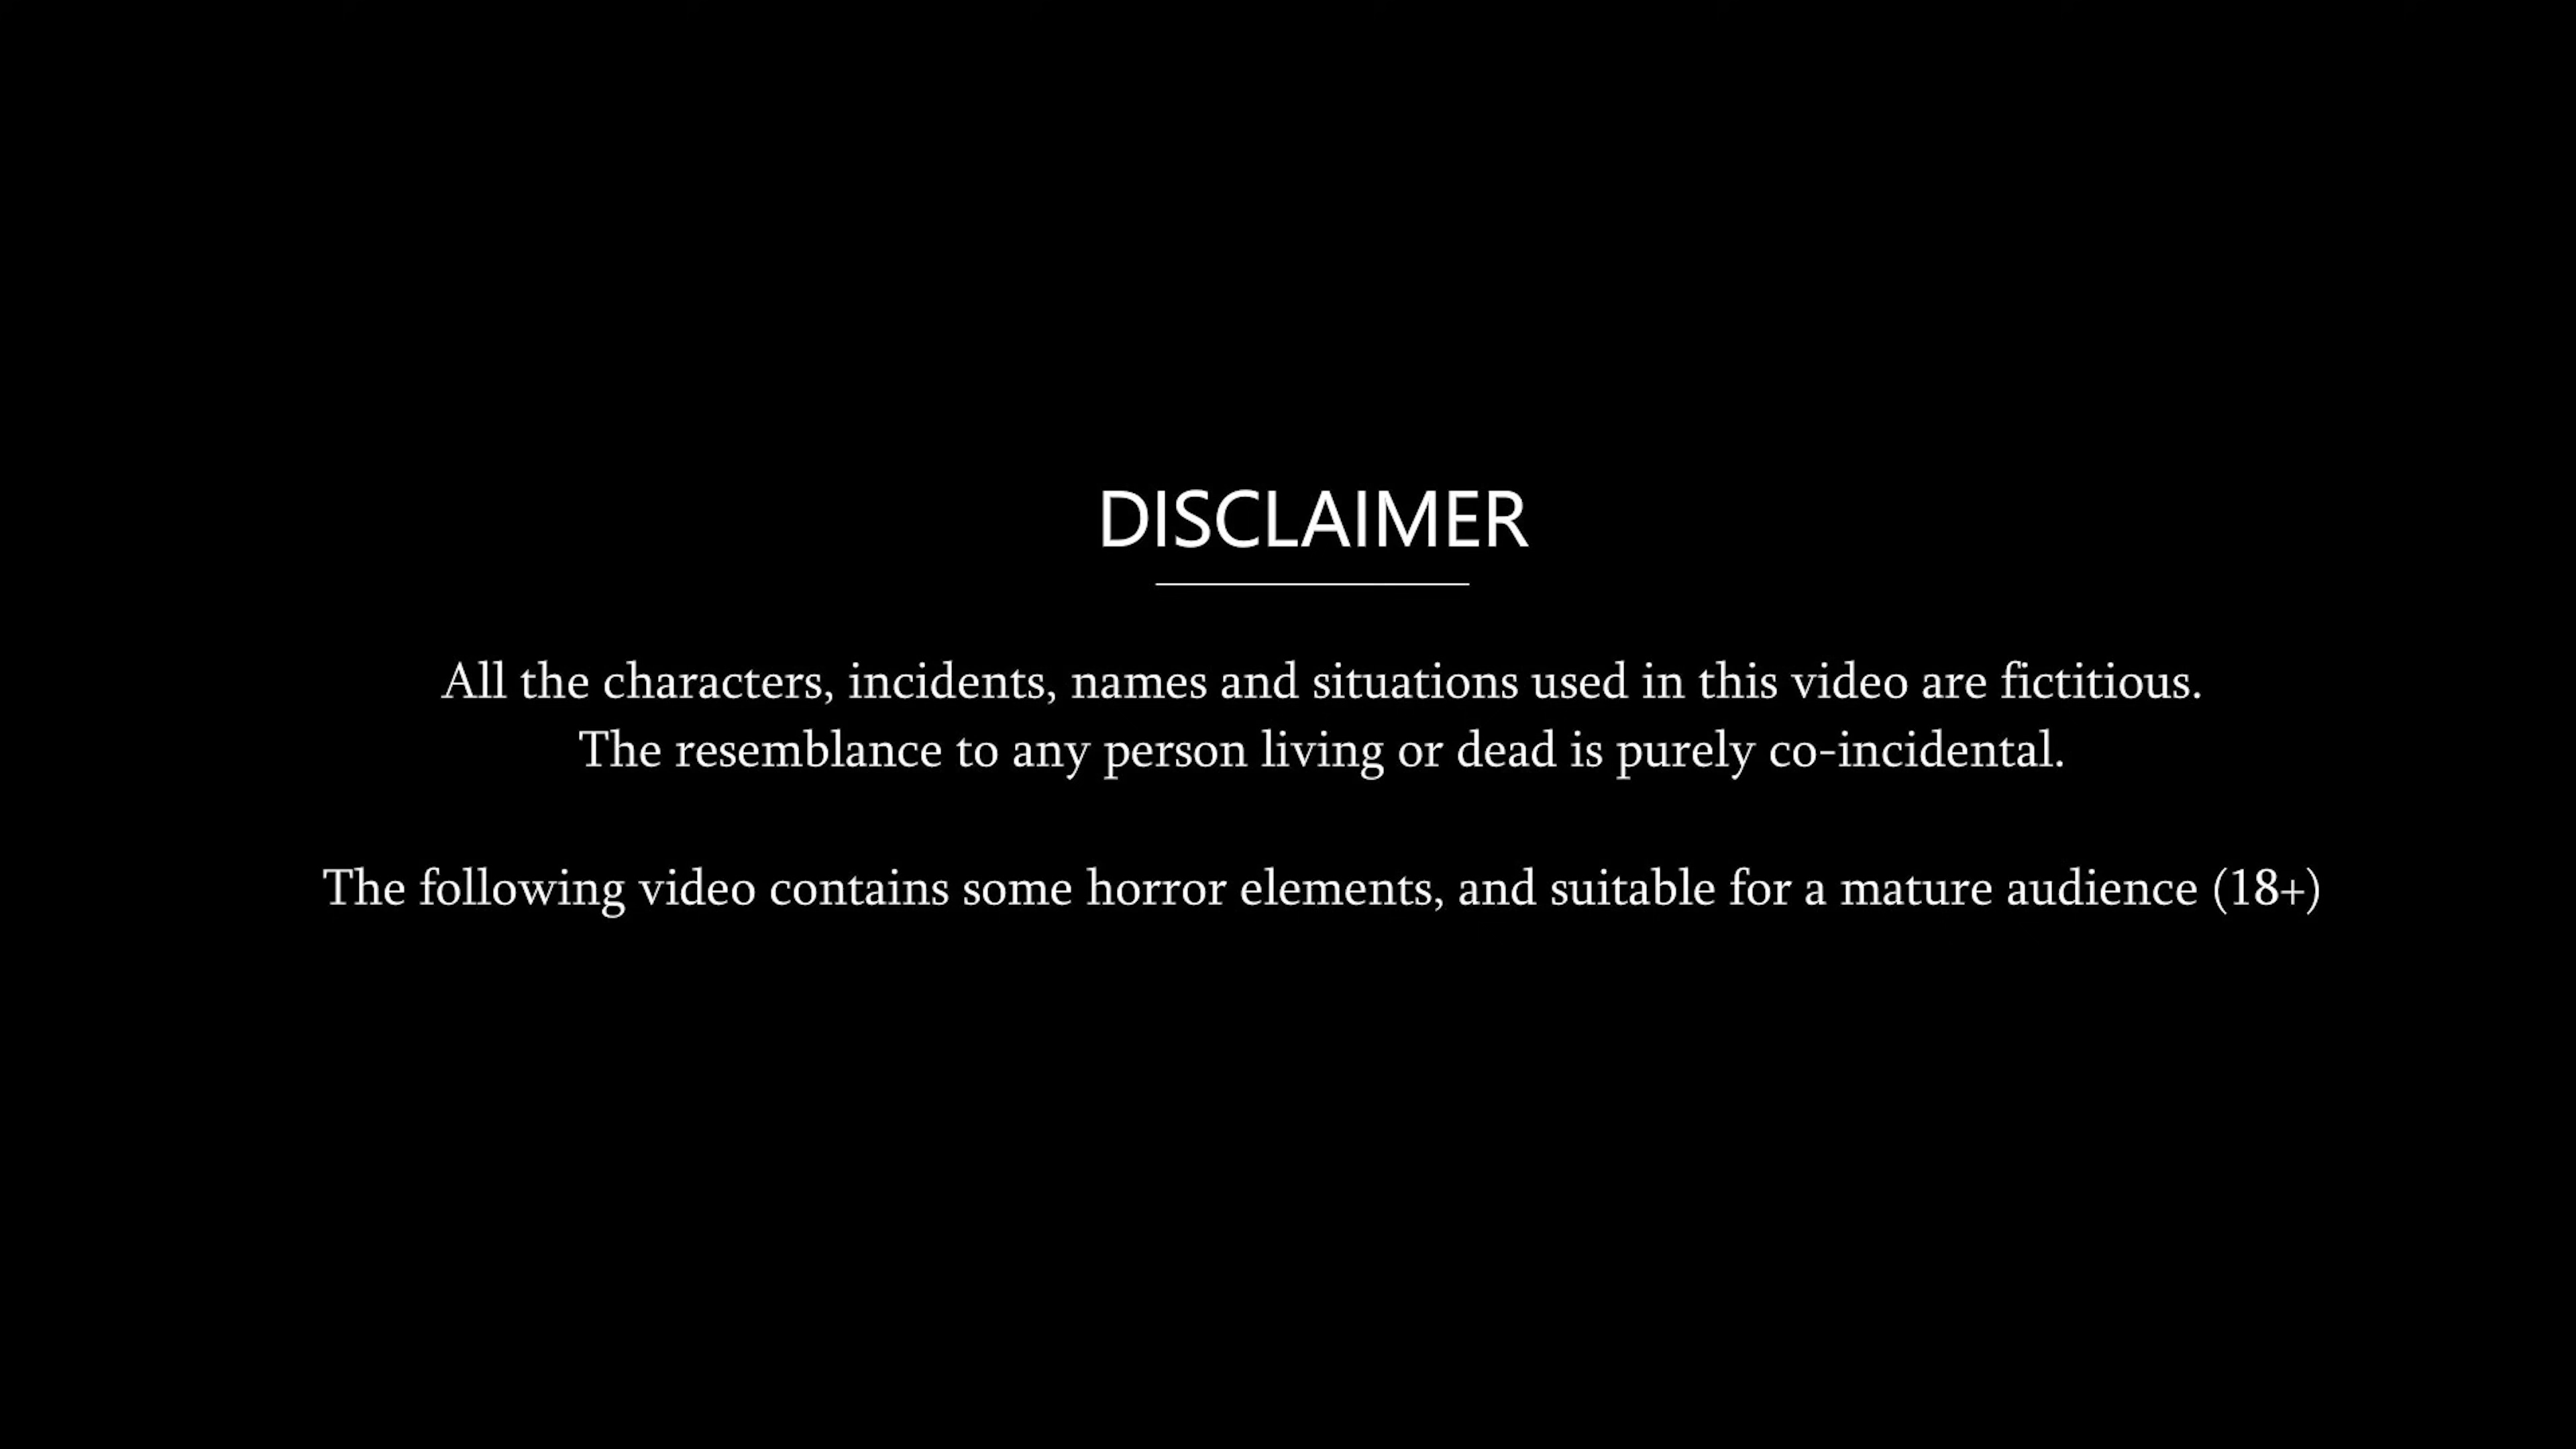 DISCLAIMER
All the characters, incidents, names and situations used in this video are fictitious.
The resemblance to any person living or dead is purely co-incidental.
The following video contains some horror elements, and suitable for a mature audience (18+)